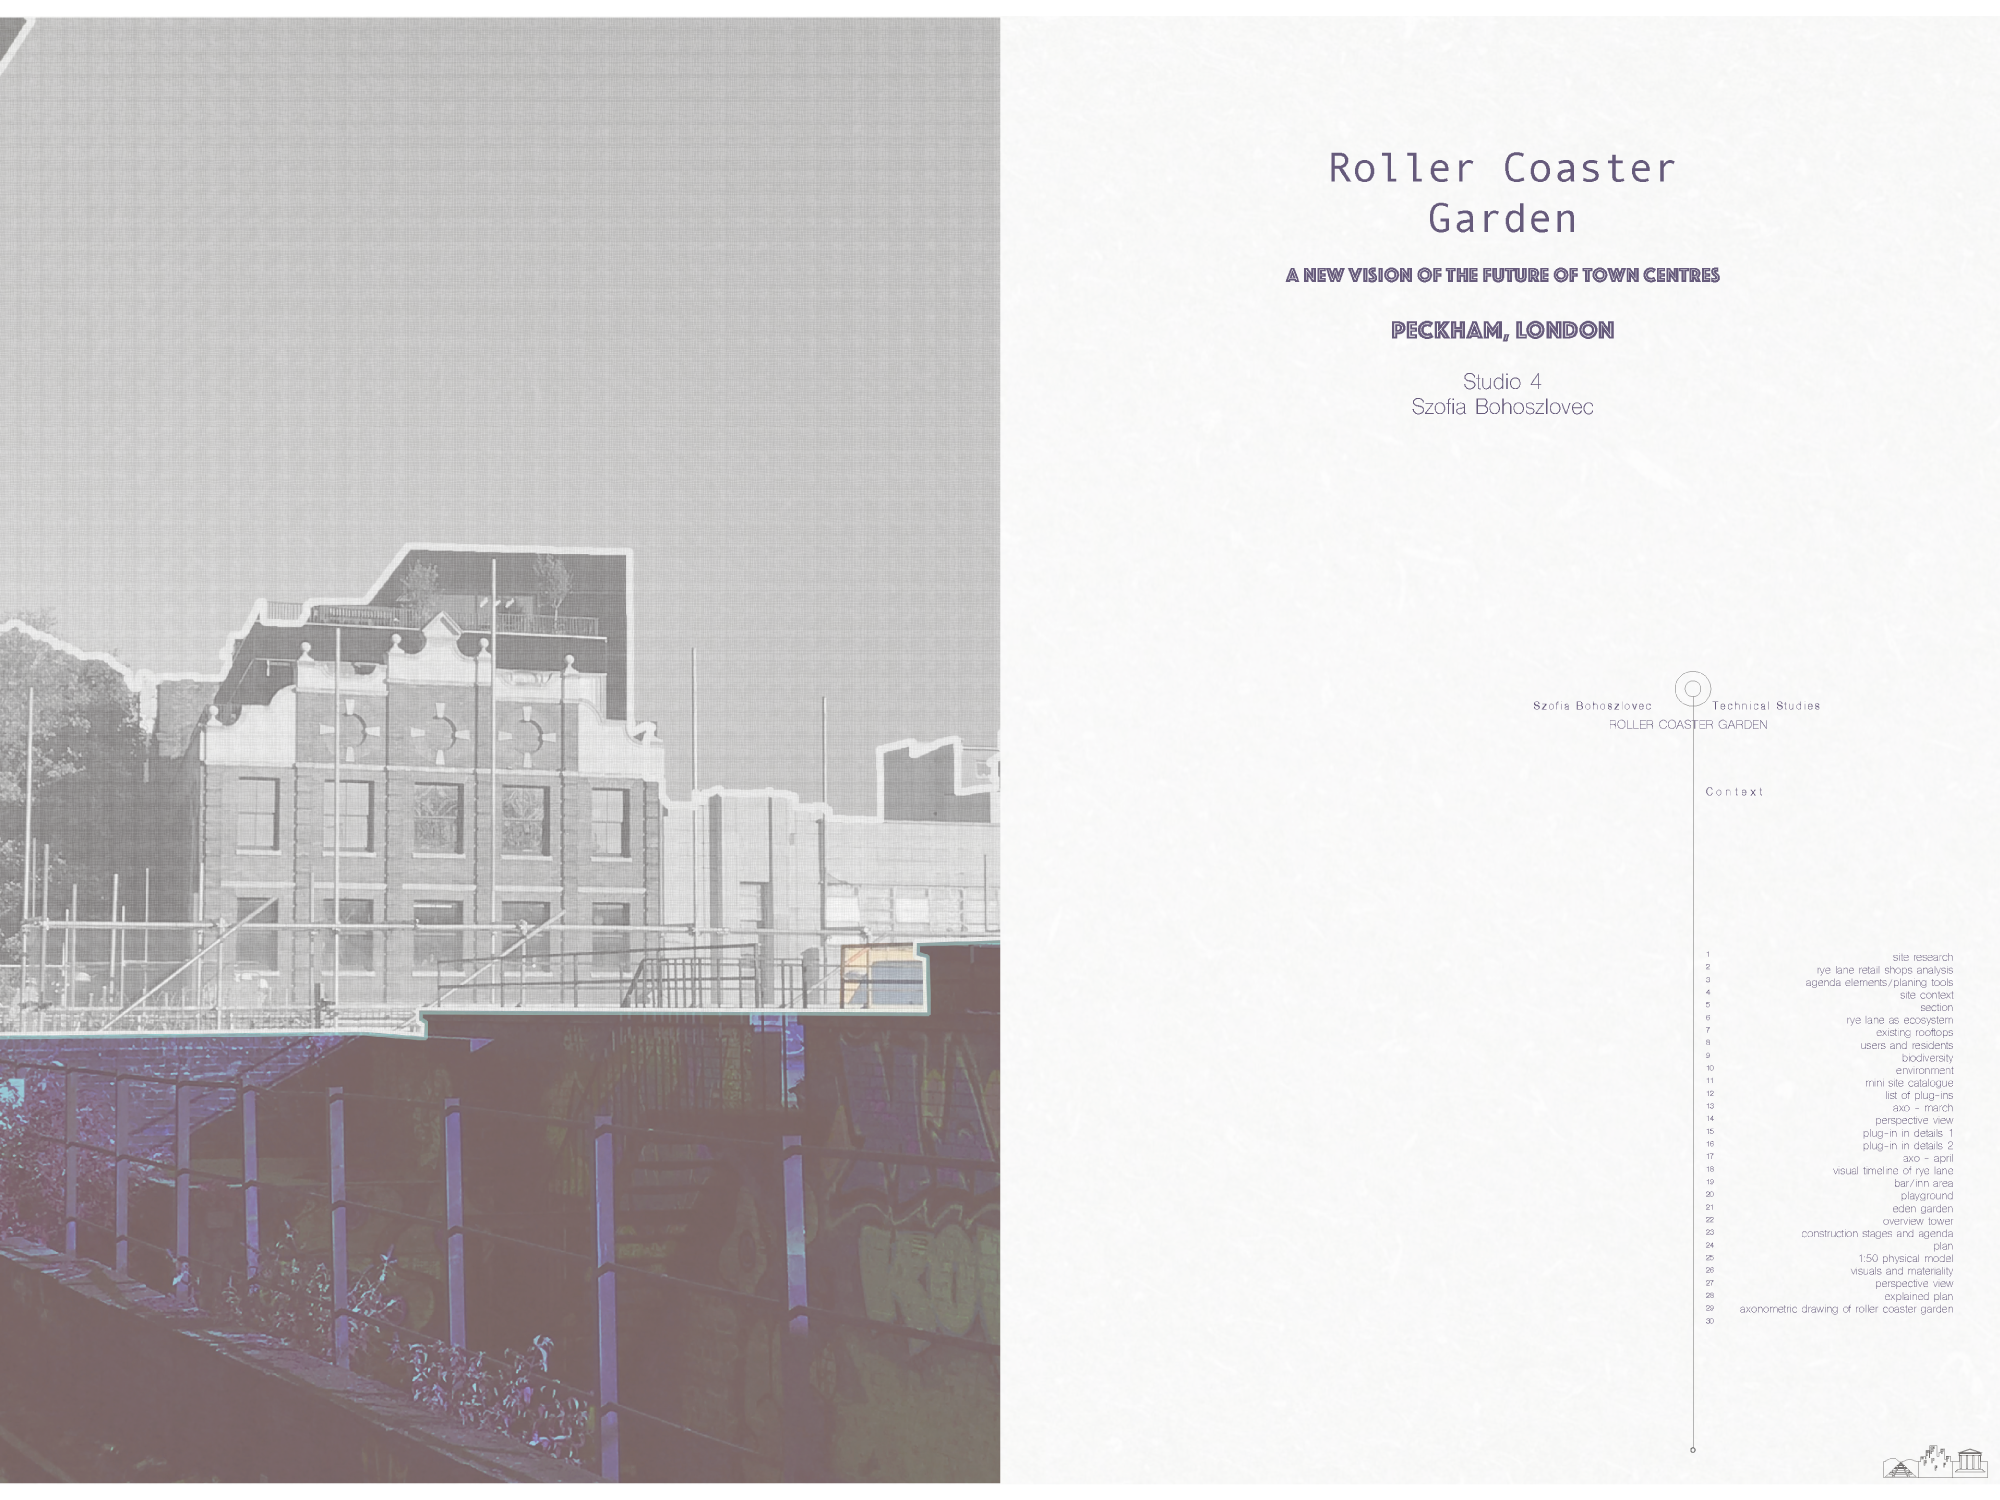 Roller Coaster
Garden
A NEW VISION OF THE FUTURE OF TOWN CENTRES
PECKHAM, LONDON
Studio 4
Szofia Bohoszlovec
Szofia Bohoszlovec Technical Studies
ROLLER COASTER GARDEN
Context
1 site research
2 rye lane retail shops analysis
3 agenda elements/planing tools
4 site context
5 section
6 rye lane as ecosystem
7 existing rooftops
8 users and residents
9 biodiversity
10 environment
11 mini site catalogue
12 list of plug-ins
13 axo - march
14 perspective view
15 plug-in in details 1
16 plug-in in details 2
17 axo - april
18 visual timeline of rye lane
19 bar/inn area
20 playground
21 eden garden
22 overview tower
23 construction stages and agenda
24 plan
25 1:50 physical model
26 visuals and materiality
27 perspective view
28 explained plan
29 axonometric drawing of roller coaster garden
30